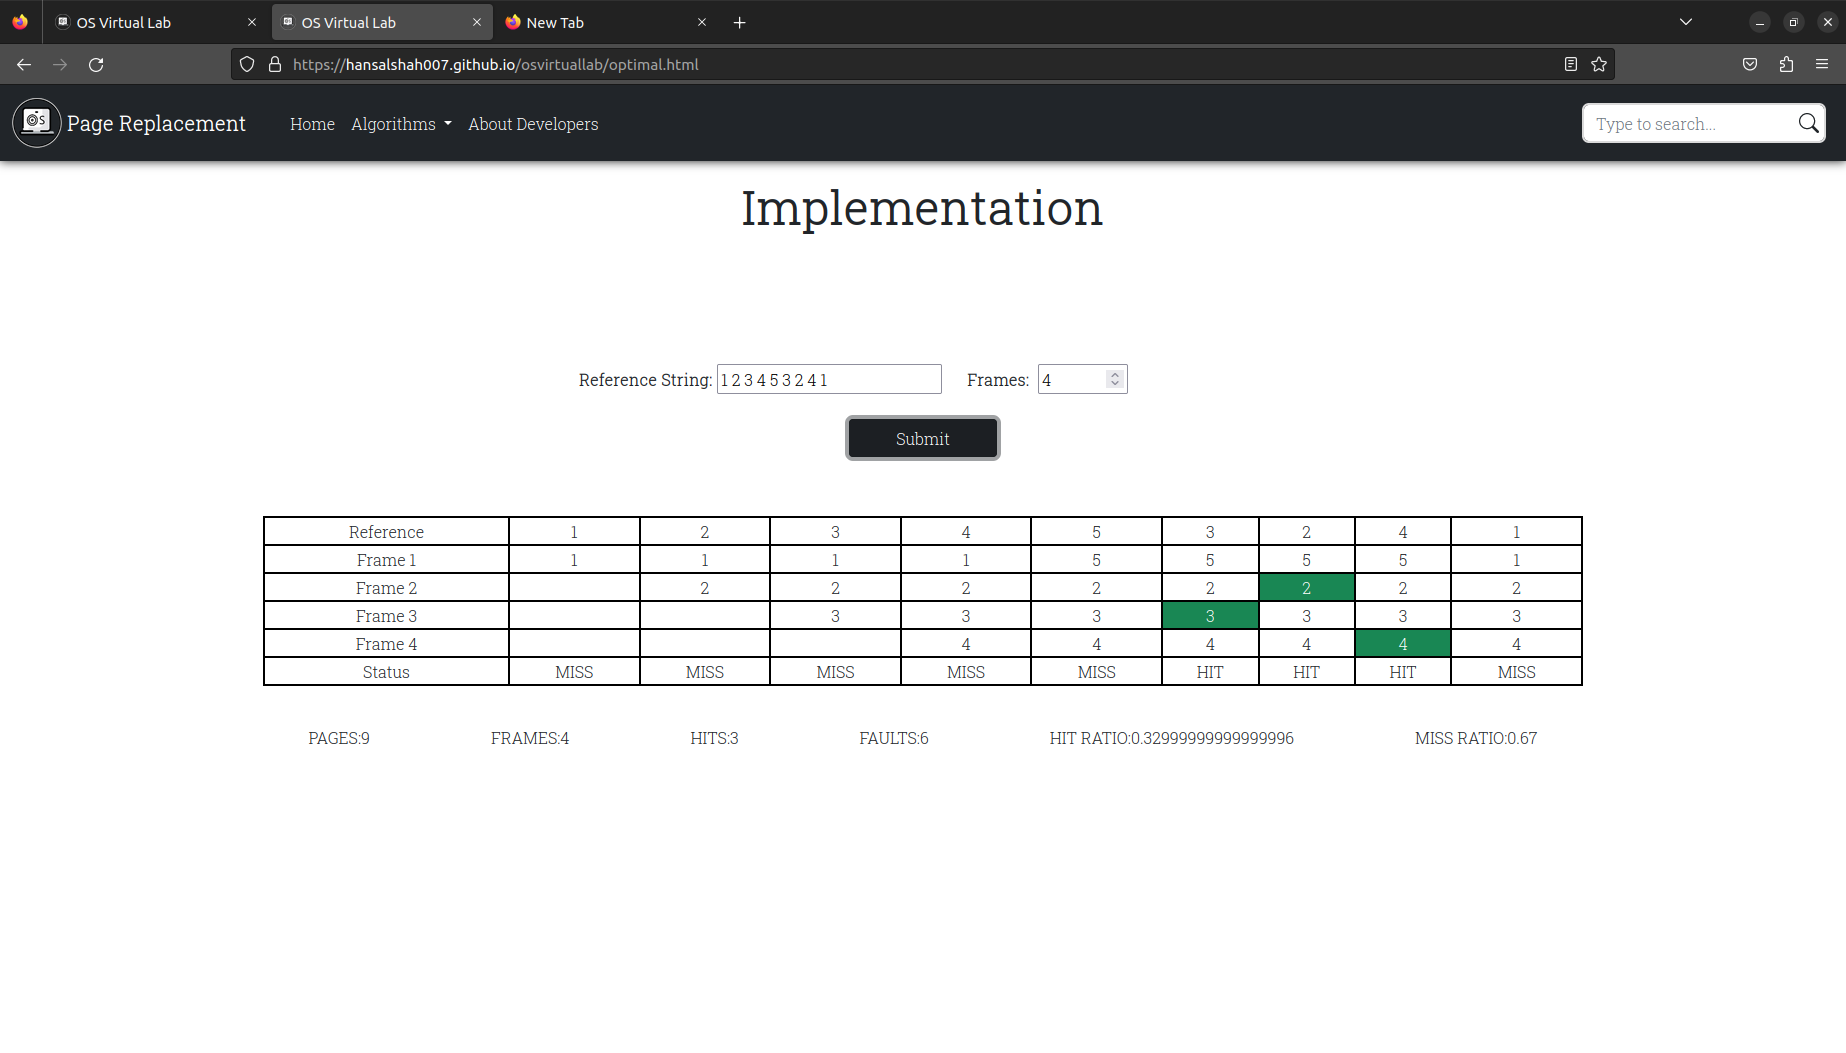 OS Virtual Lab OS Virtual Lab New Tab
https://hansalshah007.github.io/osvirtuallab/optimal.html
OS Page Replacement Home Algorithms About Developers Type to search...
Implementation
Reference String: 1 2 3 4 5 3 2 4 1 Frames: 4
Submit
Reference 1 2 3 4 5 3 2 4 1
Frame 1 1 1 1 1 5 5 5 5 1
Frame 2 2 2 2 2 2 2 2 2
Frame 3 3 3 3 3 3 3 3
Frame 4 4 4 4 4 4 4
Status MISS MISS MISS MISS MISS HIT HIT HIT MISS
PAGES:9 FRAMES:4 HITS:3 FAULTS:6 HIT RATIO:0.32999999999999996 MISS RATIO:0.67